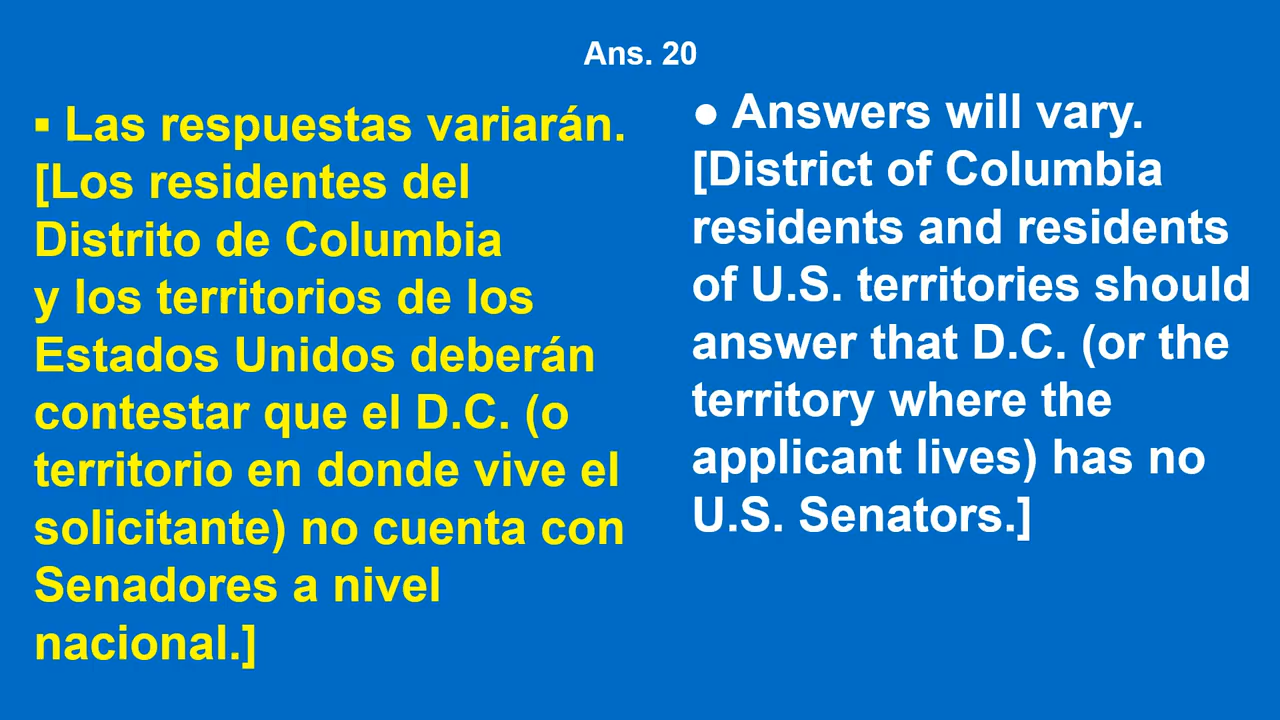 Ans. 20
▪ Las respuestas variarán.
[Los residentes del
Distrito de Columbia
y los territorios de los
Estados Unidos deberán
contestar que el D.C. (o
territorio en donde vive el
solicitante) no cuenta con
Senadores a nivel
nacional.]
● Answers will vary.
[District of Columbia
residents and residents
of U.S. territories should
answer that D.C. (or the
territory where the
applicant lives) has no
U.S. Senators.]